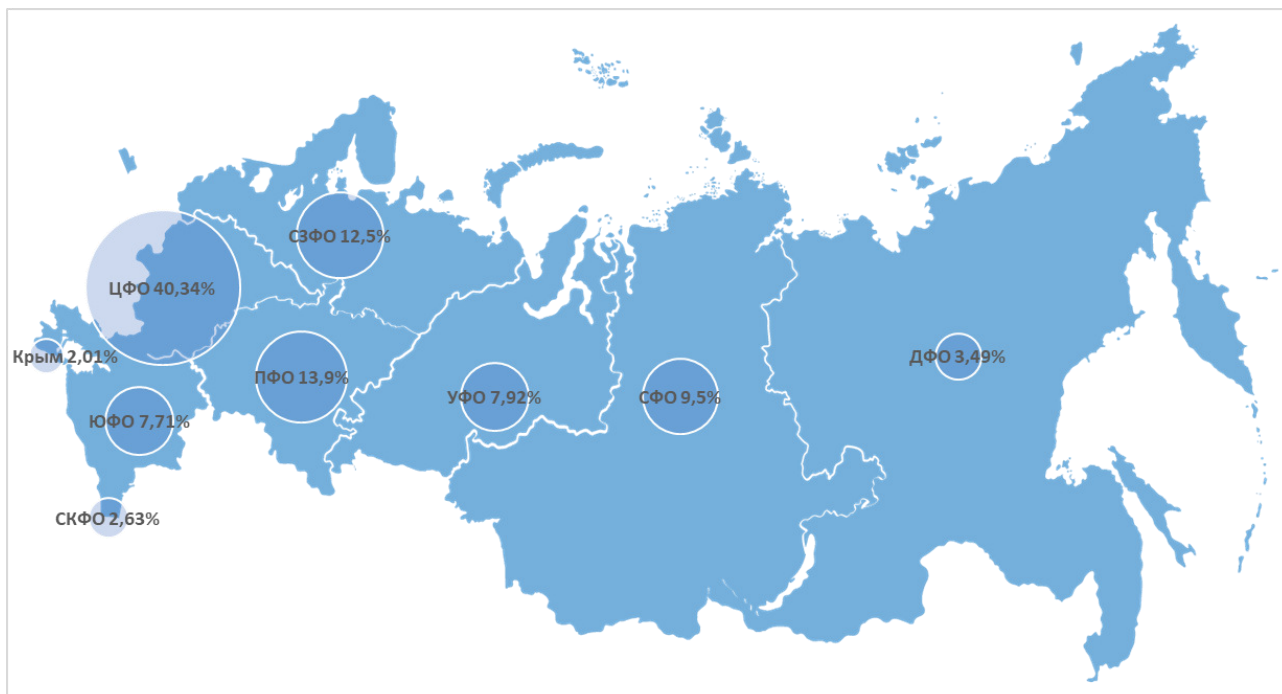 СЗФО 12,5%
ЦФО 40,34%
Крым 2,01%
ДФО 3,49%
ПФО 13,9%
УФО 7,92%
СФО 9,5%
ЮФО 7,71%
СКФО 2,63%